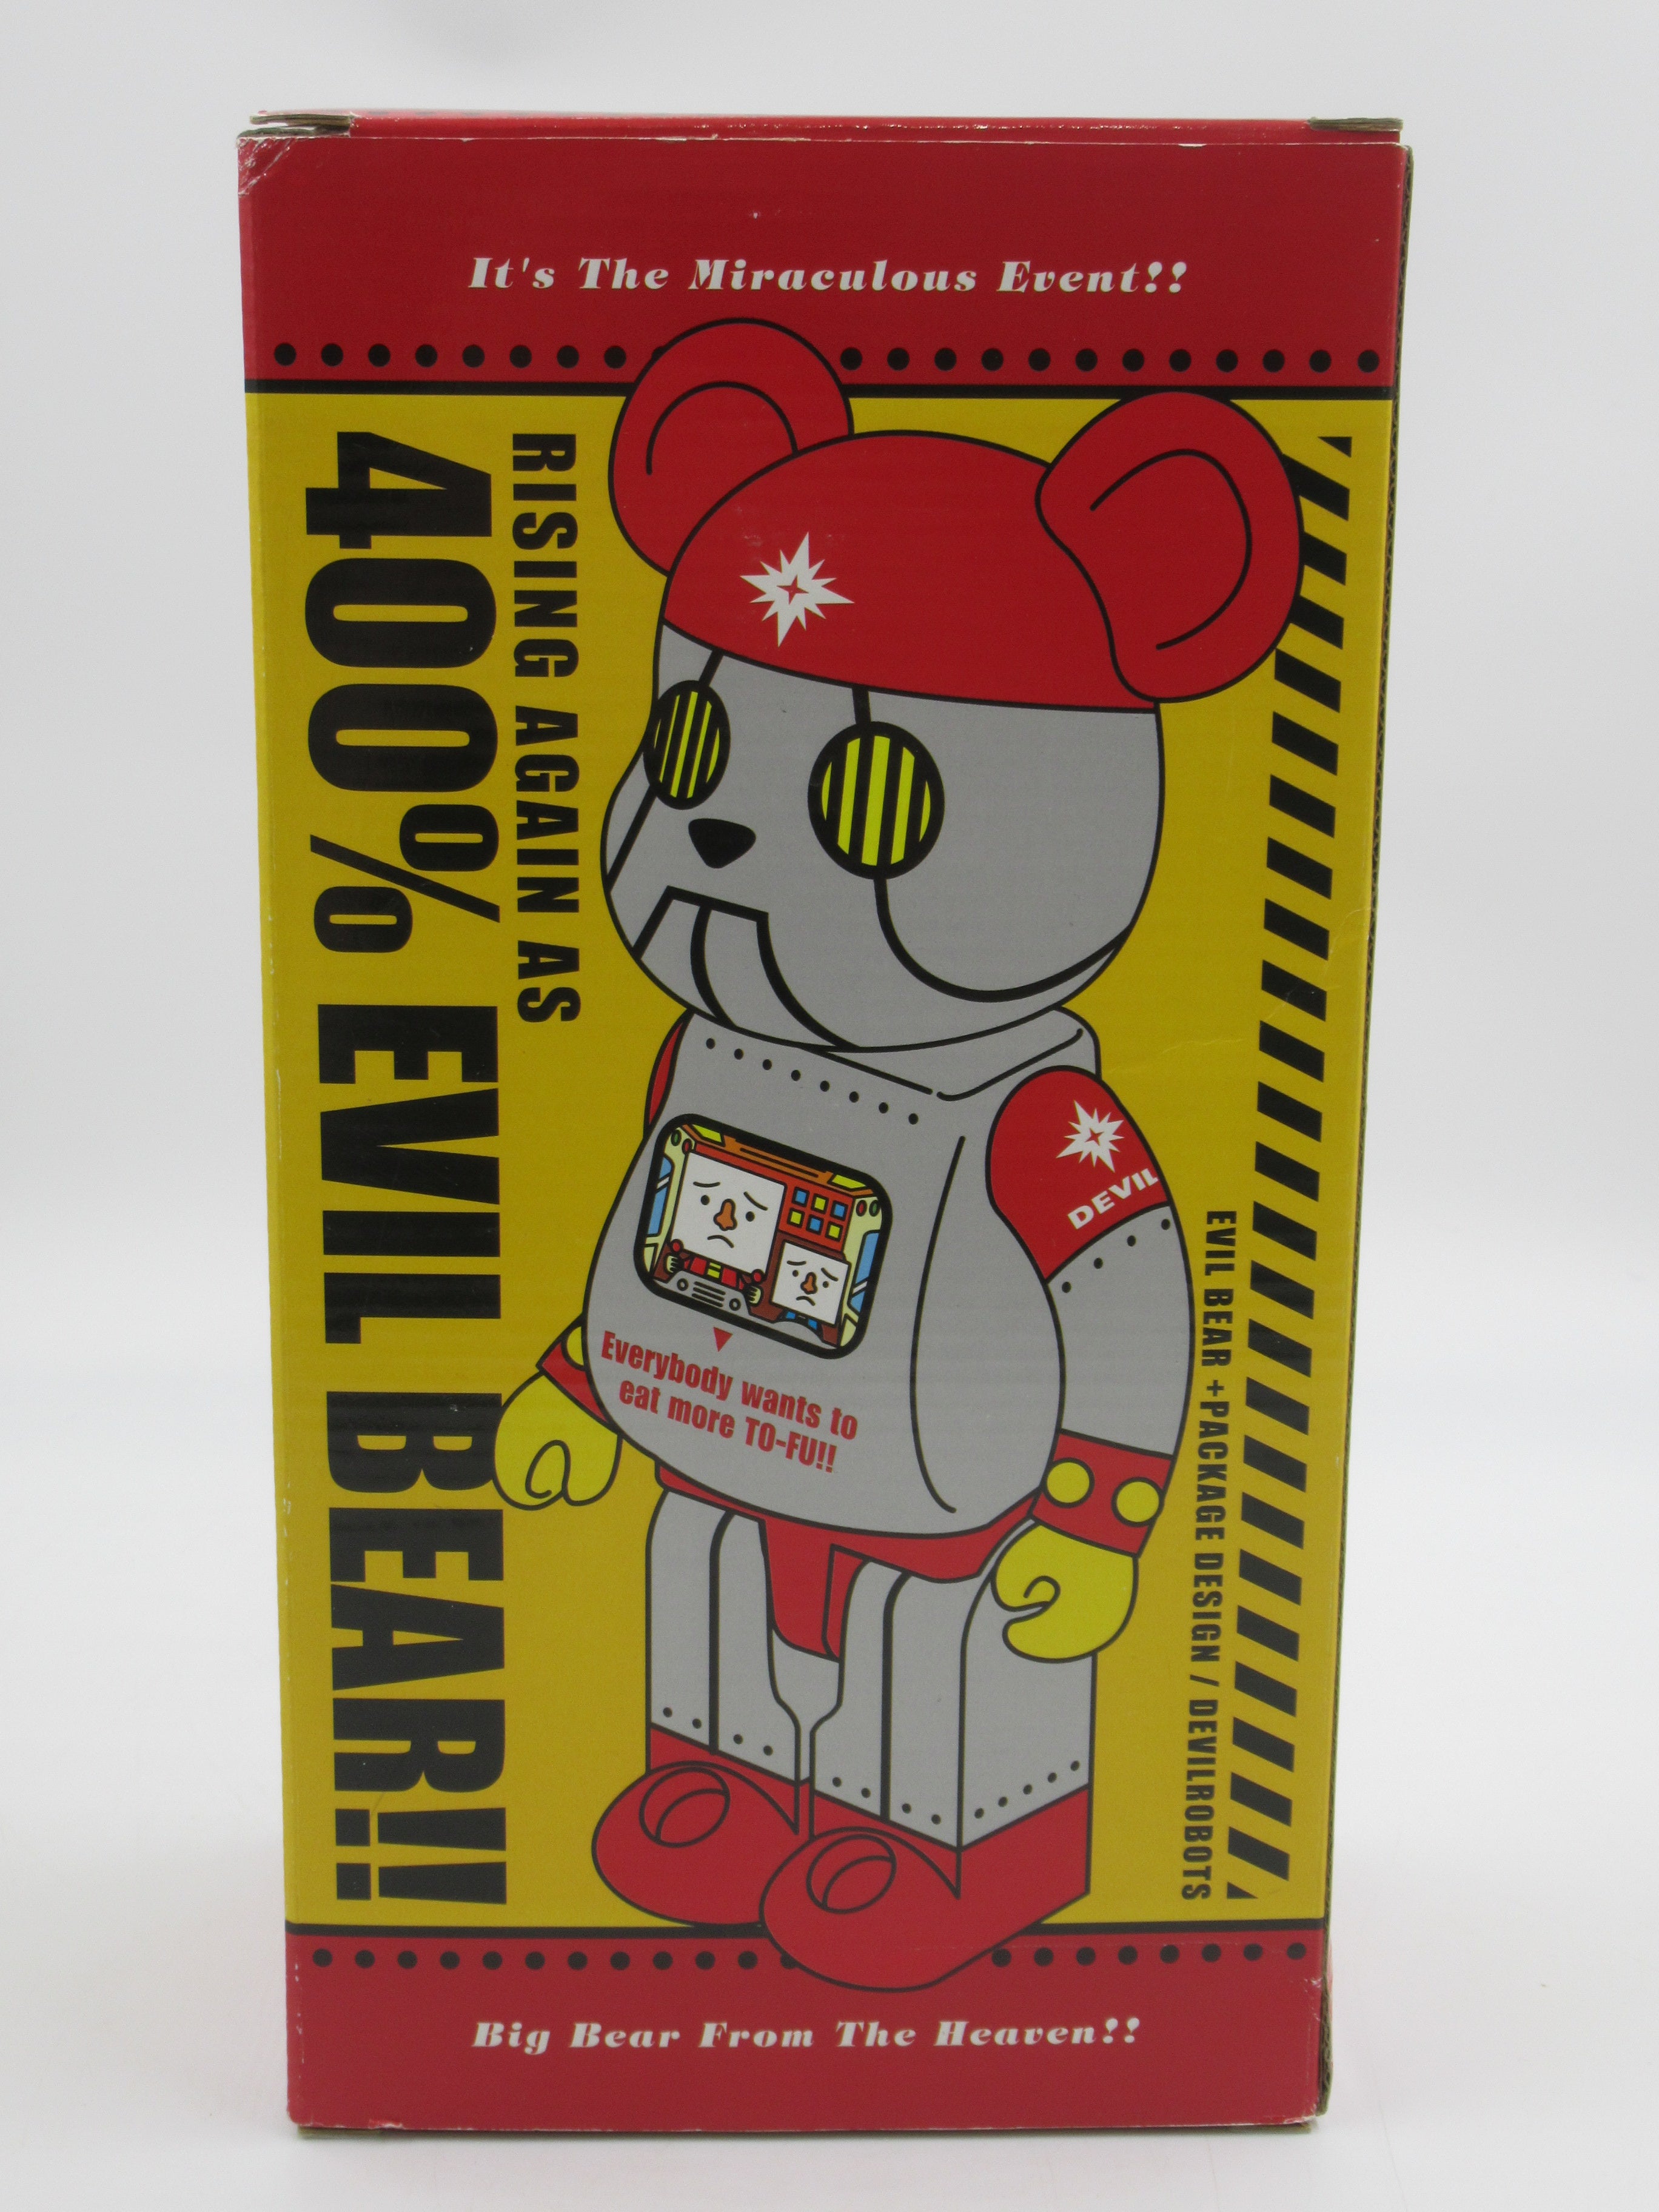 It's The Miraculous Event!!
RISING AGAIN AS
400% EVIL BEAR!!
DEVIL
Everybody wants to
eat more TO-FU!!
EVIL BEAR +PACKAGE DESIGN / DEVILROBOTS
Big Bear From The Heaven!!